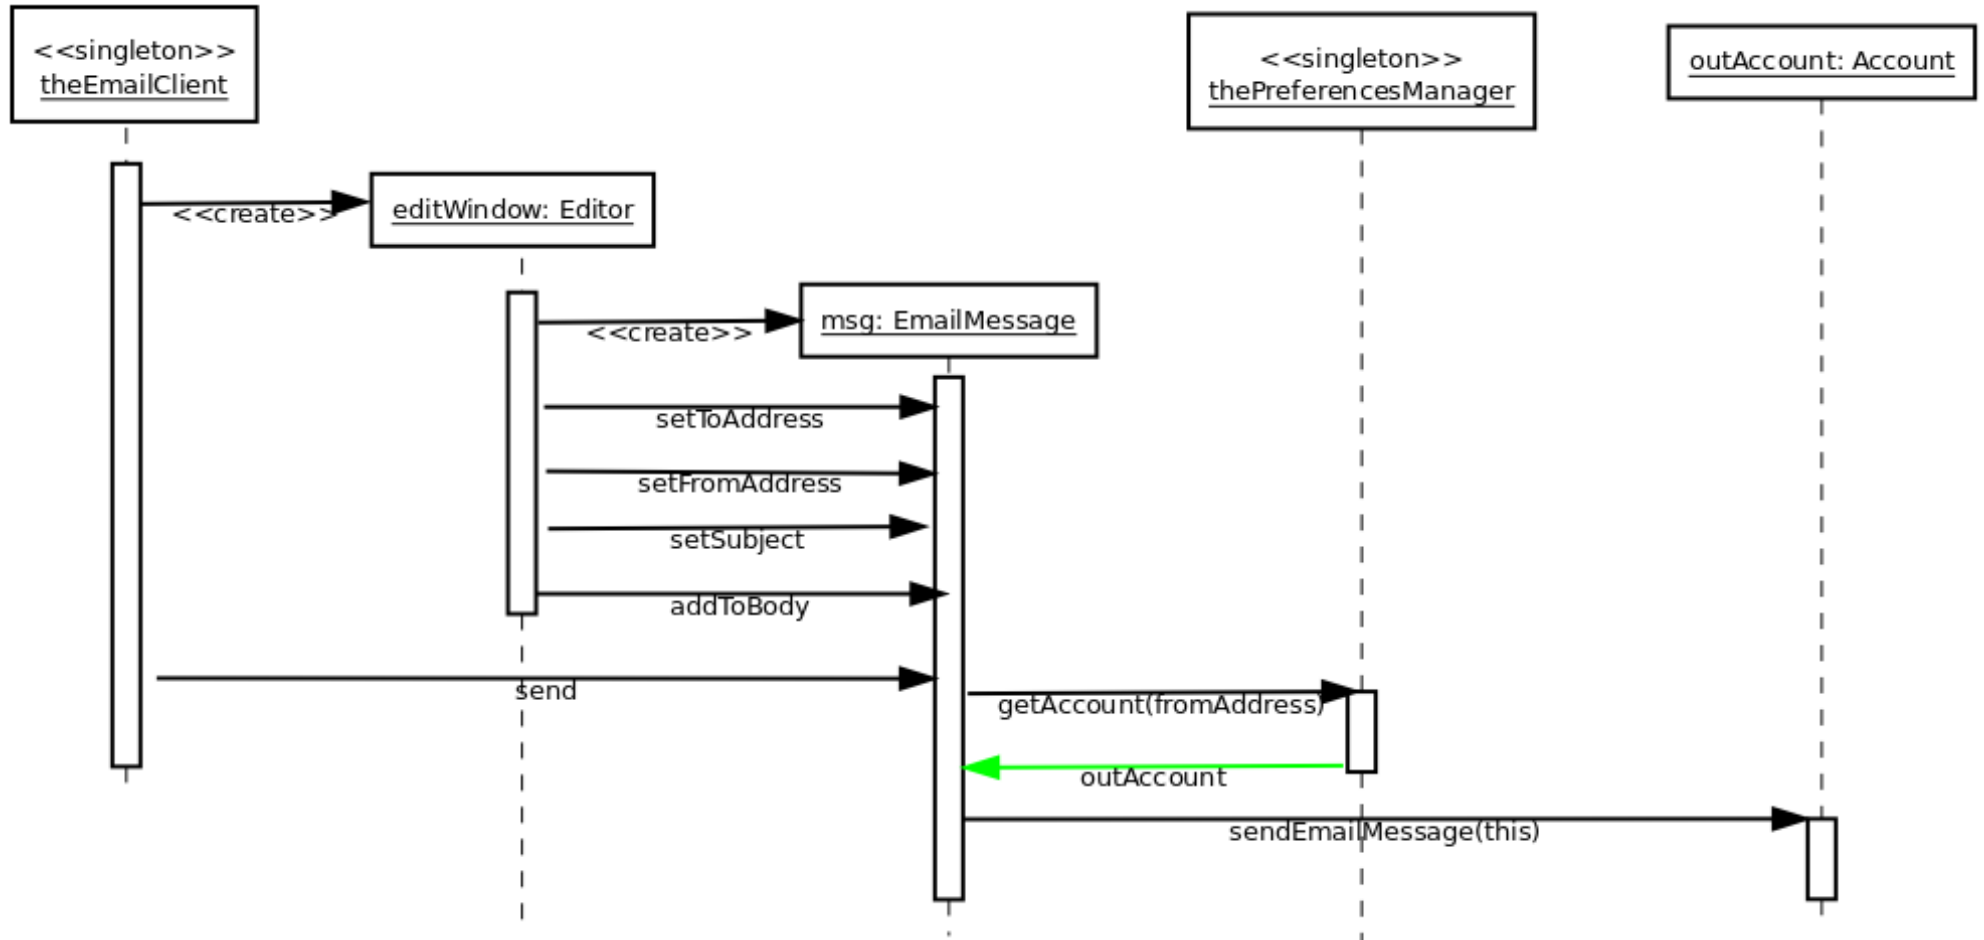 <<singleton>>
theEmailClient
<<singleton>>
thePreferencesManager
outAccount: Account
<<create>>
editWindow: Editor
<<create>>
msg: EmailMessage
setToAddress
setFromAddress
setSubject
addToBody
send
getAccount(fromAddress)
outAccount
sendEmailMessage(this)